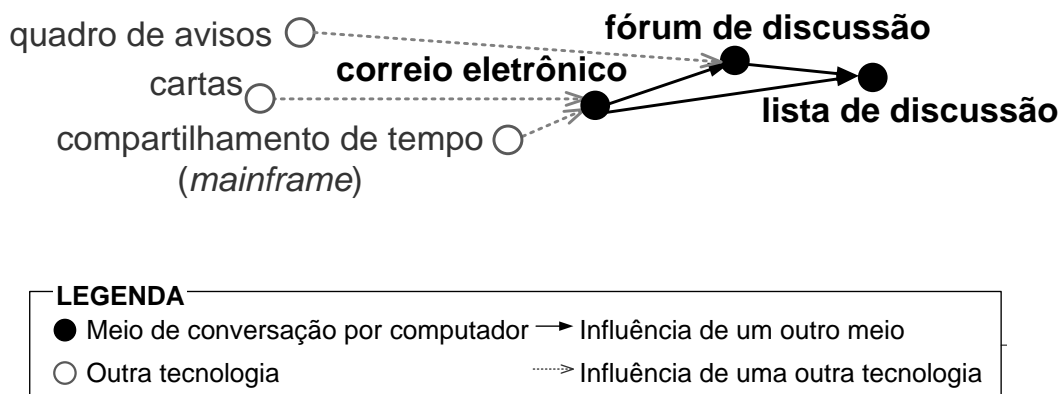 quadro de avisos
fórum de discussão
cartas
correio eletrônico
lista de discussão
compartilhamento de tempo
(mainframe)
LEGENDA
Meio de conversação por computador
Influência de um outro meio
Outra tecnologia
Influência de uma outra tecnologia